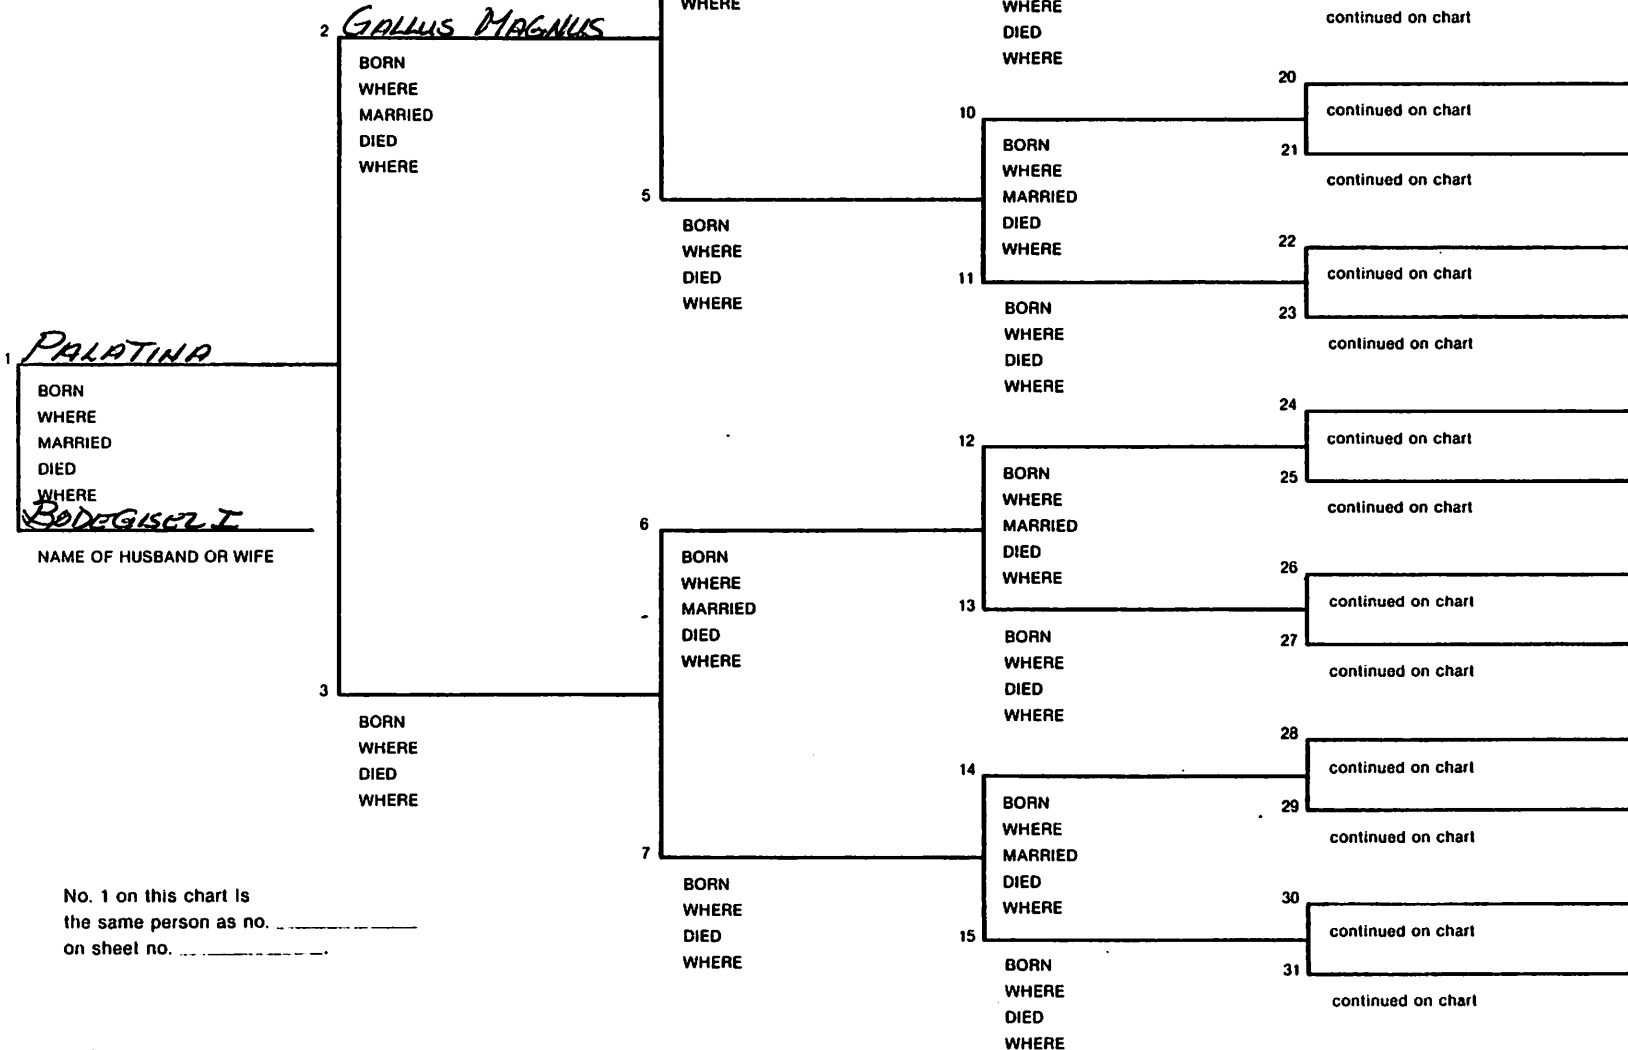 WHERE
WHERE
DIED
WHERE
continued on chart
2 GALLUS MAGNUS
BORN
WHERE
MARRIED
DIED
WHERE
20
continued on chart
21
continued on chart
10
BORN
WHERE
MARRIED
DIED
WHERE
5
BORN
WHERE
DIED
WHERE
22
continued on chart
23
continued on chart
11
BORN
WHERE
DIED
WHERE
1 PALATINA
BORN
WHERE
MARRIED
DIED
WHERE
BODEGISEL I
NAME OF HUSBAND OR WIFE
24
continued on chart
25
continued on chart
12
BORN
WHERE
MARRIED
DIED
WHERE
6
BORN
WHERE
MARRIED
DIED
WHERE
26
continued on chart
27
continued on chart
13
BORN
WHERE
DIED
WHERE
3
BORN
WHERE
DIED
WHERE
28
continued on chart
29
continued on chart
14
BORN
WHERE
MARRIED
DIED
WHERE
7
BORN
WHERE
DIED
WHERE
30
continued on chart
31
continued on chart
15
BORN
WHERE
DIED
WHERE
No. 1 on this chart is
the same person as no.
on sheet no.